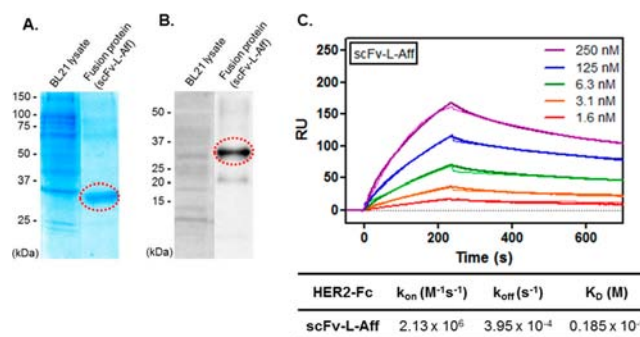 A.
BL21 lysate
Fusion protein
(scFv-L-Aff)
150
100
75
50
37
25
(kDa)
B.
BL21 lysate
Fusion protein
(scFv-L-Aff)
50
37
25
20
15
(kDa)
C.
scFv-L-Aff
250 nM
125 nM
6.3 nM
3.1 nM
1.6 nM
RU
250
200
150
100
50
0
0 200 400 600
Time (s)
HER2-Fc kon (M-1s-1) koff (s-1) KD (M)
scFv-L-Aff 2.13 x 10⁶ 3.95 x 10⁻⁴ 0.185 x 10⁻